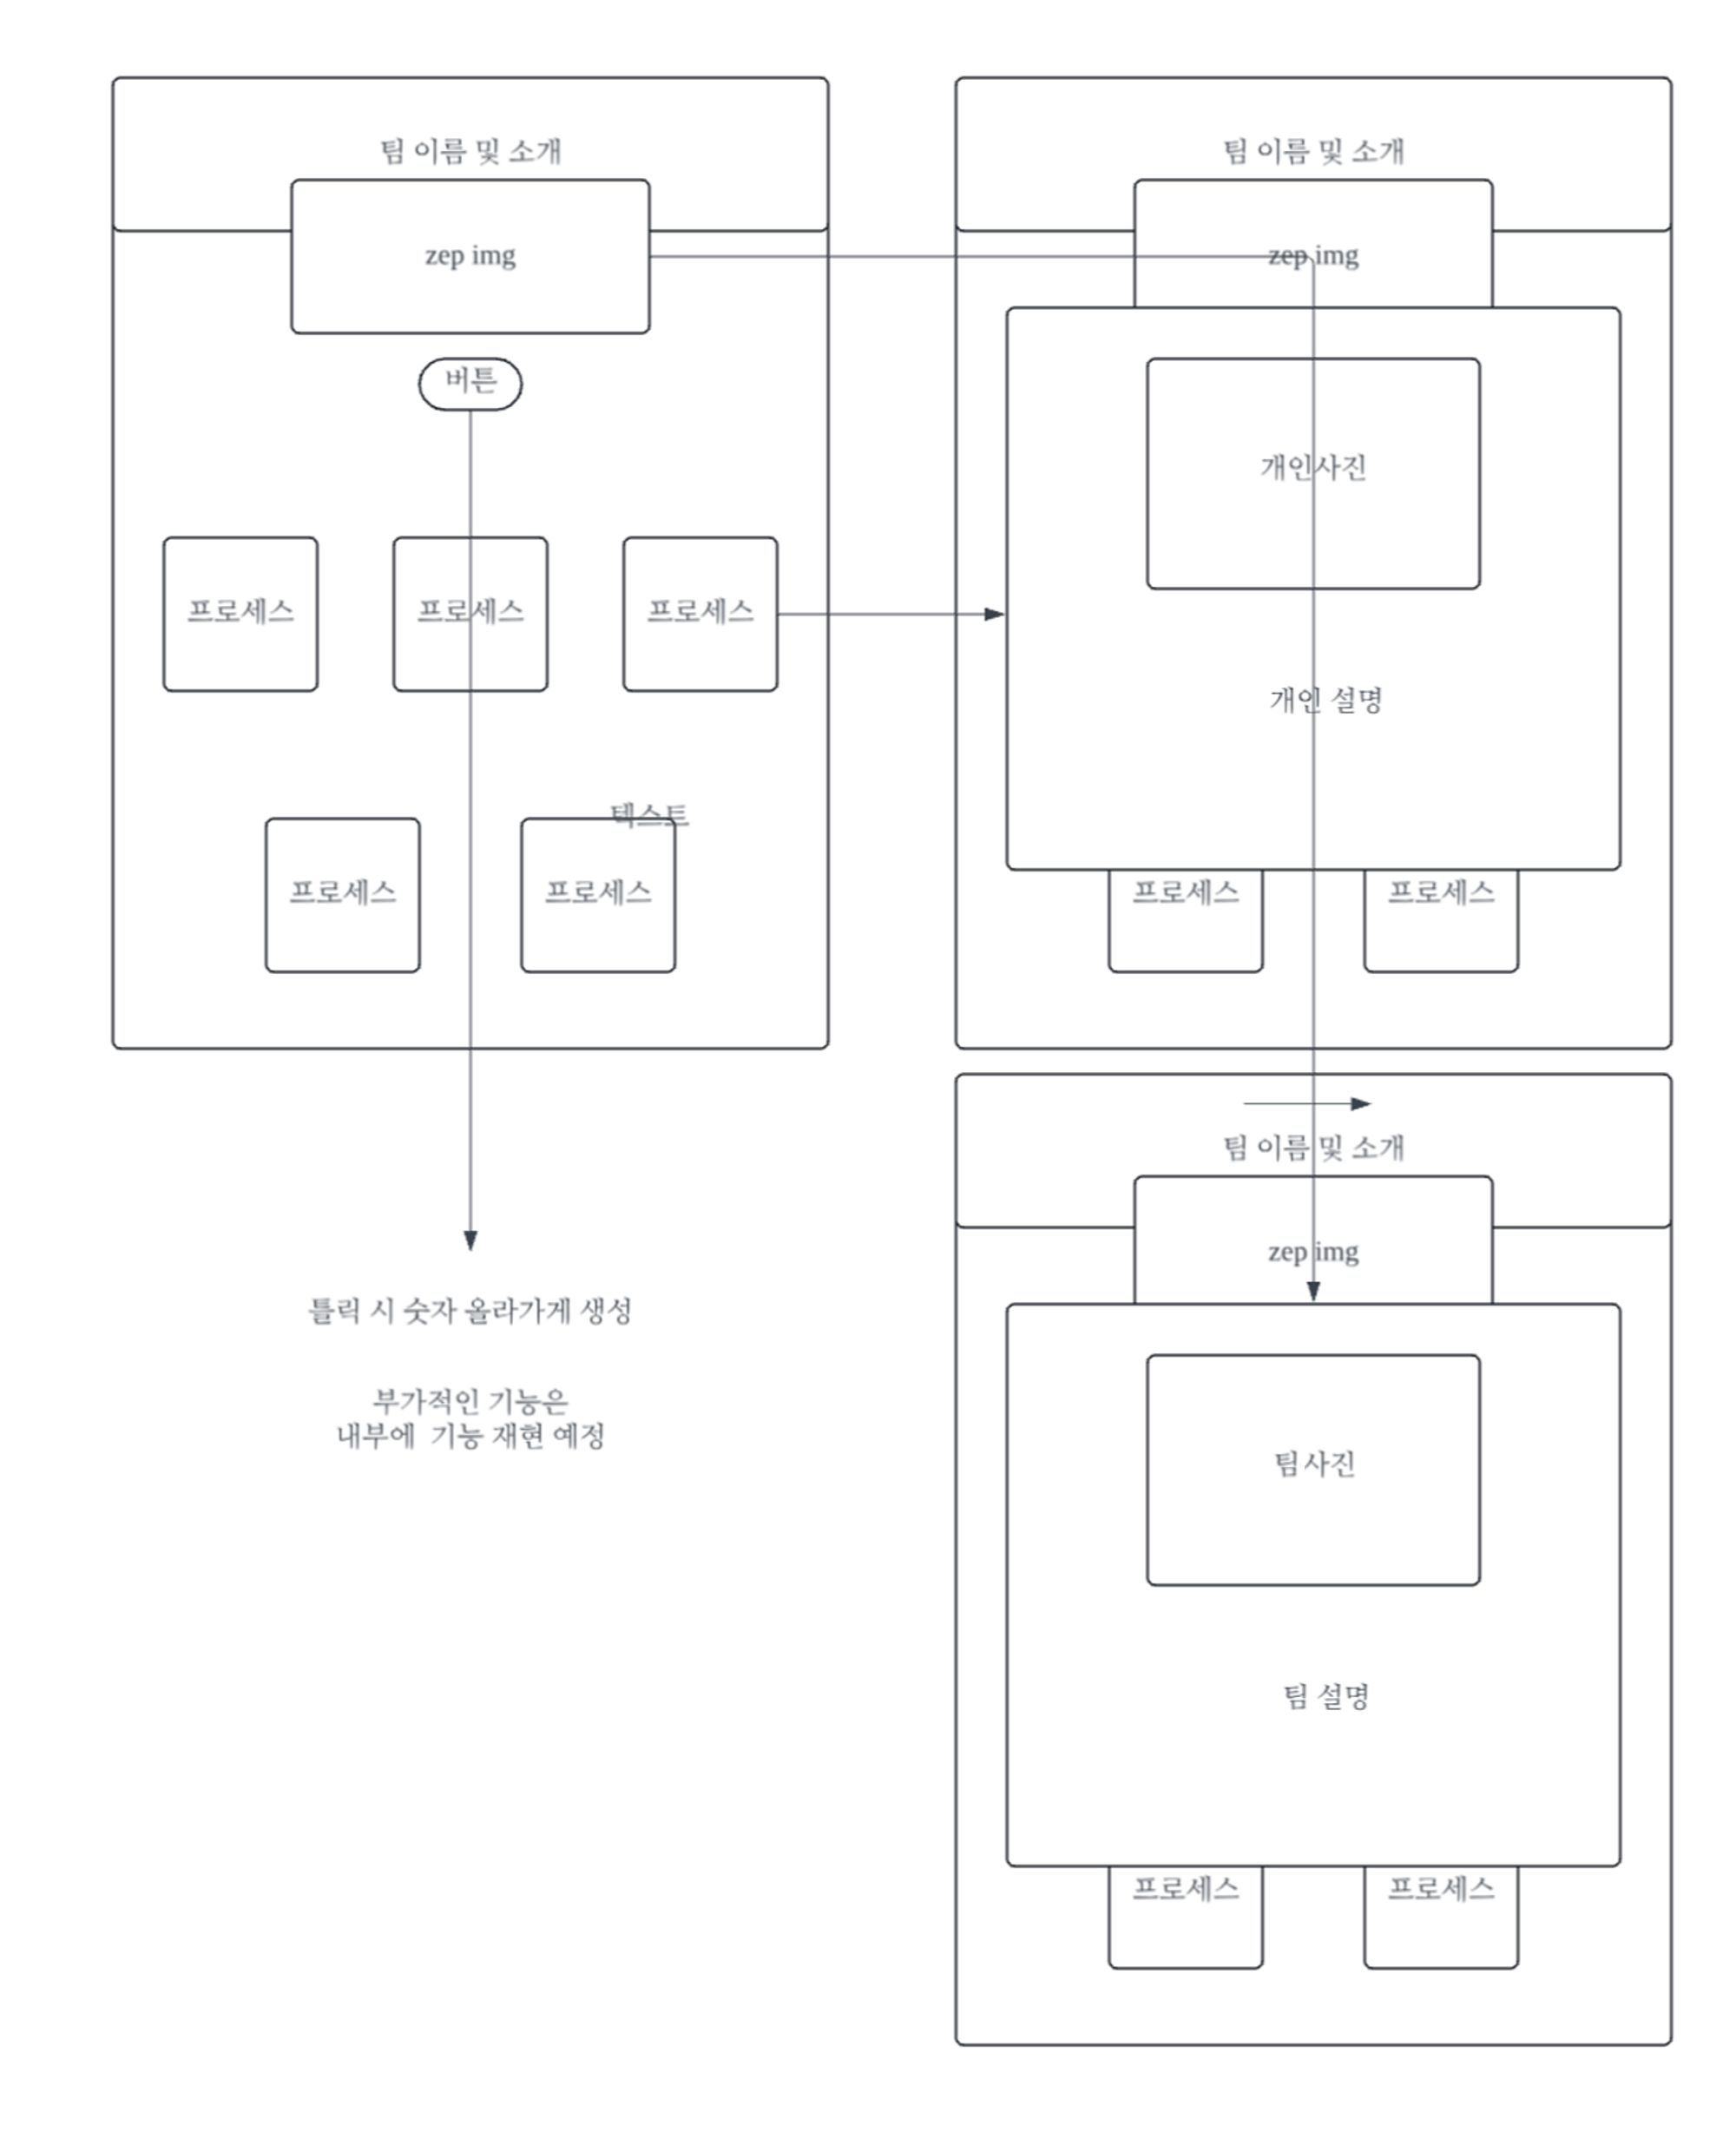 팀 이름 및 소개
zep img
버튼
프로세스
프로세스
프로세스
텍스트
프로세스
프로세스
틀릭 시 숫자 올라가게 생성
부가적인 기능은
내부에 기능 재현 예정
팀 이름 및 소개
zep img
개인사진
개인 설명
프로세스
프로세스
팀 이름 및 소개
zep img
팀사진
팀 설명
프로세스
프로세스